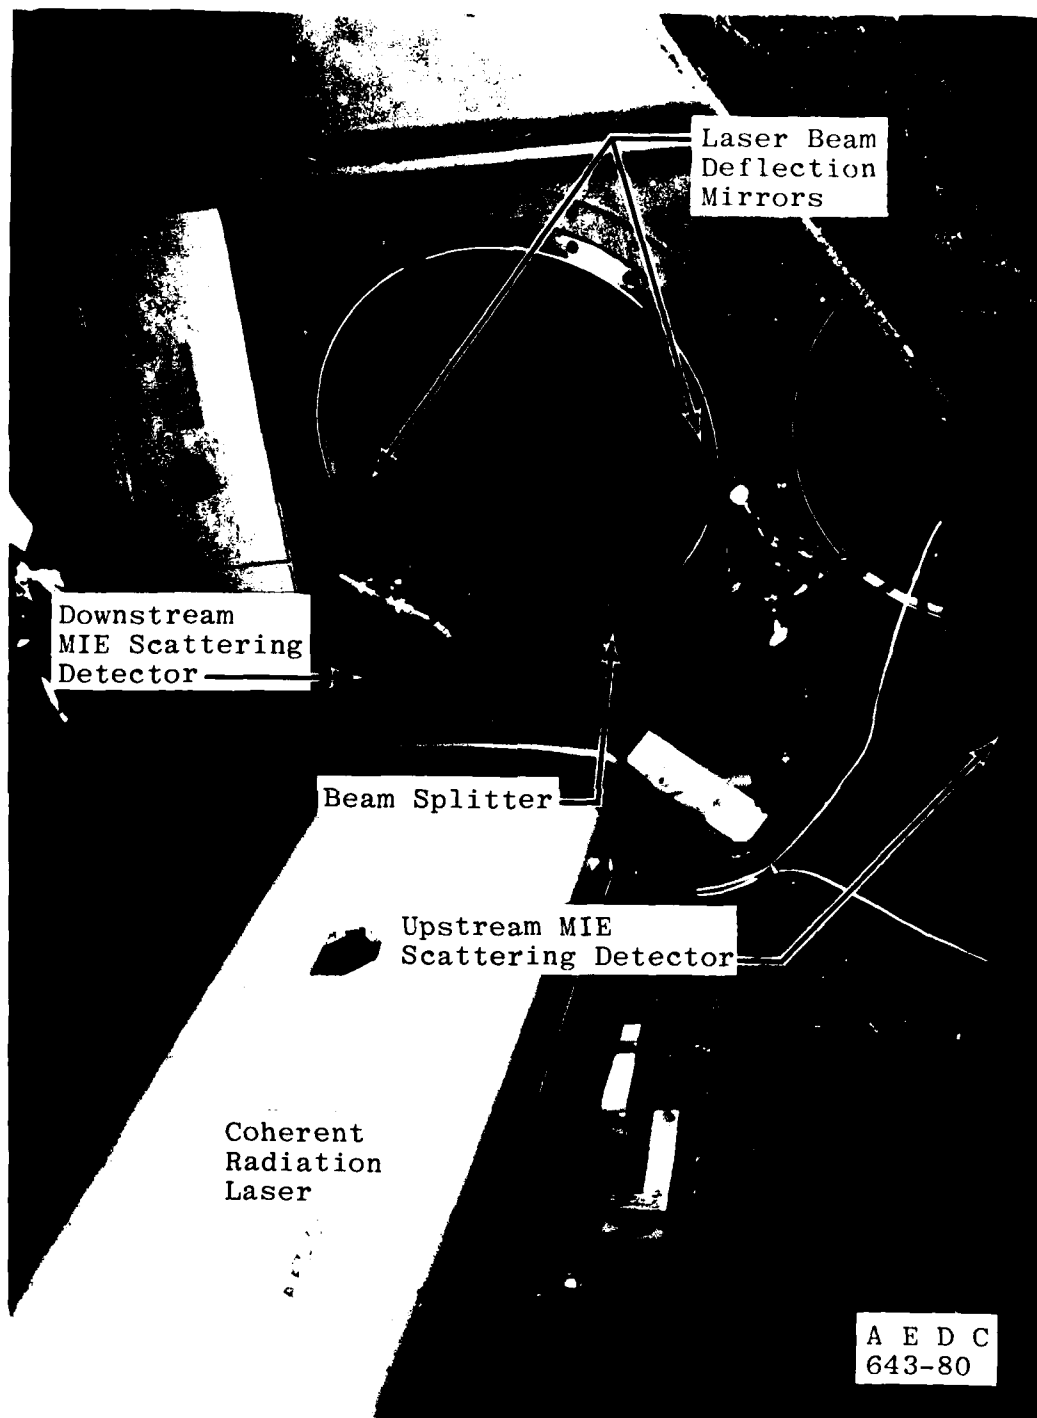 Laser Beam
Deflection
Mirrors
Downstream
MIE Scattering
Detector
Beam Splitter
Upstream MIE
Scattering Detector
Coherent
Radiation
Laser
A E D C
643-80